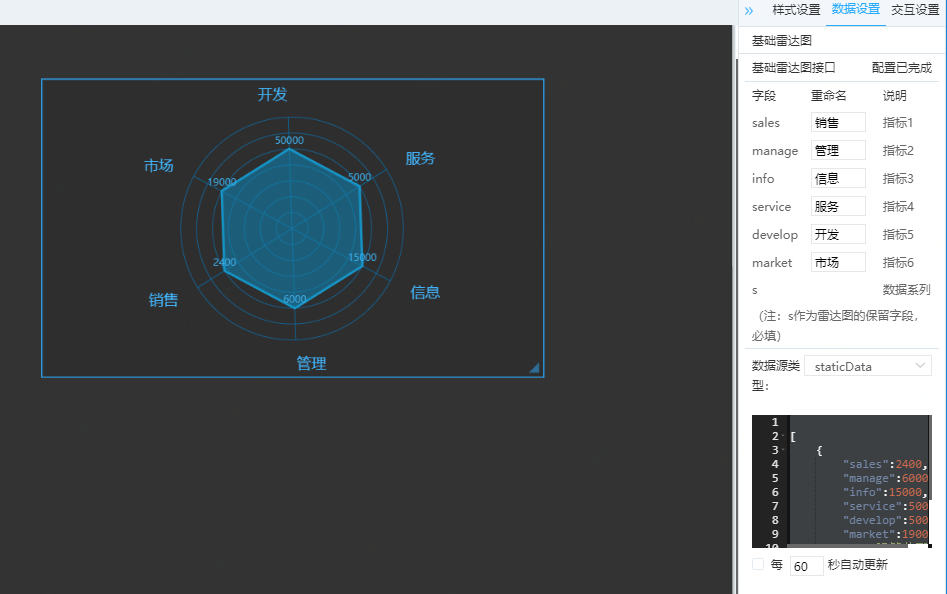 » 样式设置 数据设置 交互设置
基础雷达图
基础雷达图接口 配置已完成
字段 重命名 说明
sales 销售 指标1
manage 管理 指标2
info 信息 指标3
service 服务 指标4
develop 开发 指标5
market 市场 指标6
s 数据系列
（注：s作为雷达图的保留字段，
必填）
数据源类 staticData
型：
1
2 [
3 {
4 "sales":2400,
5 "manage":6000
6 "info":15000,
7 "service":500
8 "develop":500
9 "market":1900
10
每 60 秒自动更新
开发
50000
服务
市场
5000
19000
15000
2400
信息
销售
6000
管理